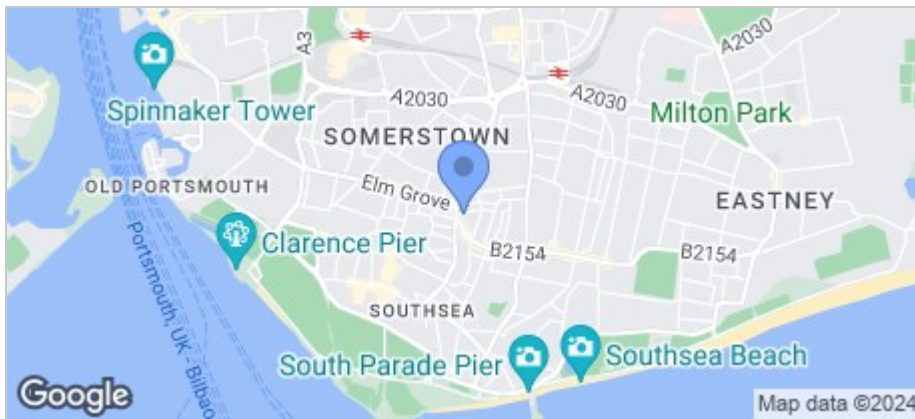 A3
A2030
Spinnaker Tower
A2030
A2030
Milton Park
SOMERSTOWN
OLD PORTSMOUTH
Elm Grove
EASTNEY
Clarence Pier
B2154
B2154
Portsmouth, UK - Bilbao
SOUTHSEA
South Parade Pier
Southsea Beach
Google
Map data ©2024